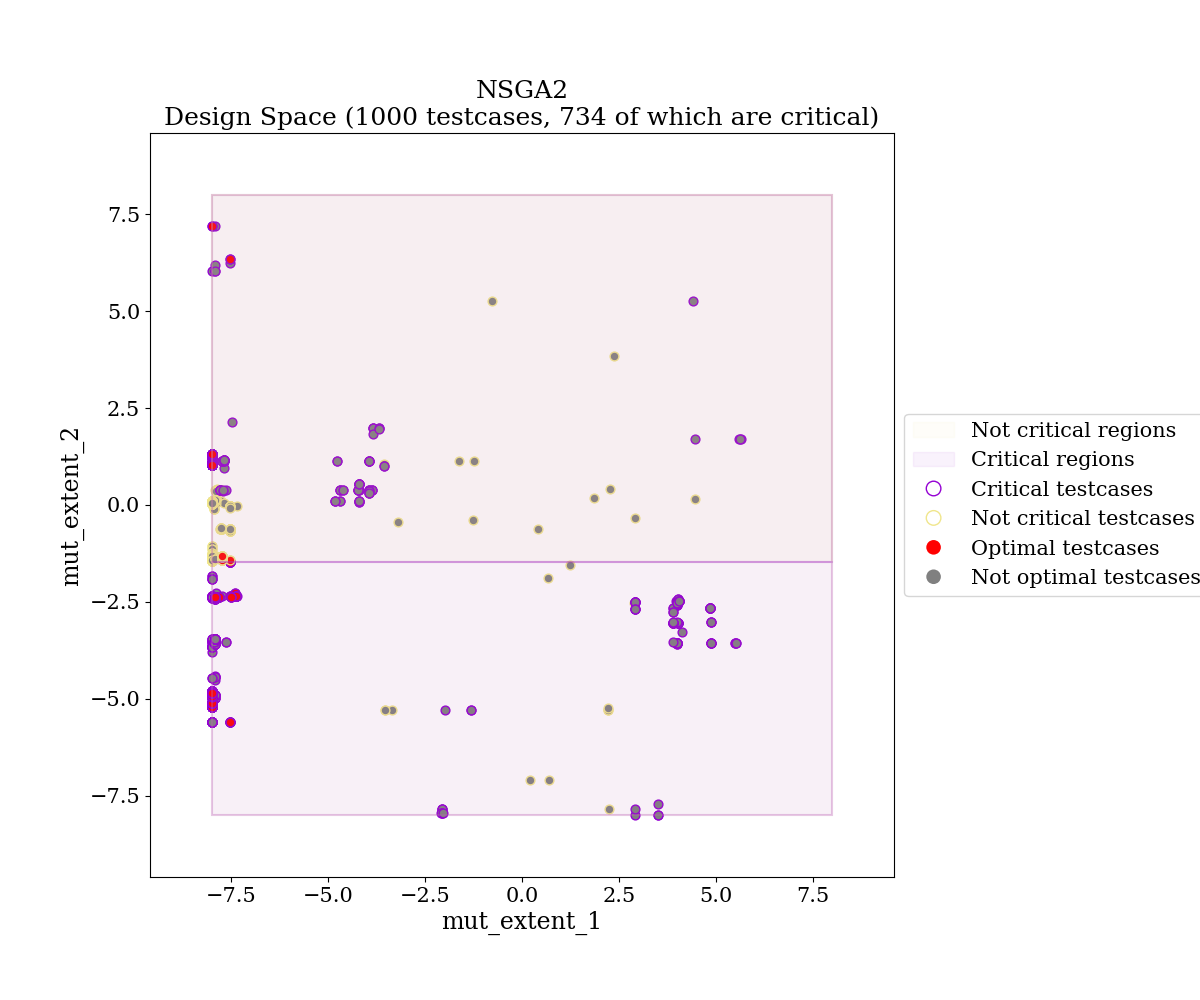 NSGA2
Design Space (1000 testcases, 734 of which are critical)
7.5
5.0
2.5
0.0
−2.5
−5.0
−7.5
mut_extent_2
−7.5
−5.0
−2.5
0.0
2.5
5.0
7.5
mut_extent_1
Not critical regions
Critical regions
Critical testcases
Not critical testcases
Optimal testcases
Not optimal testcases